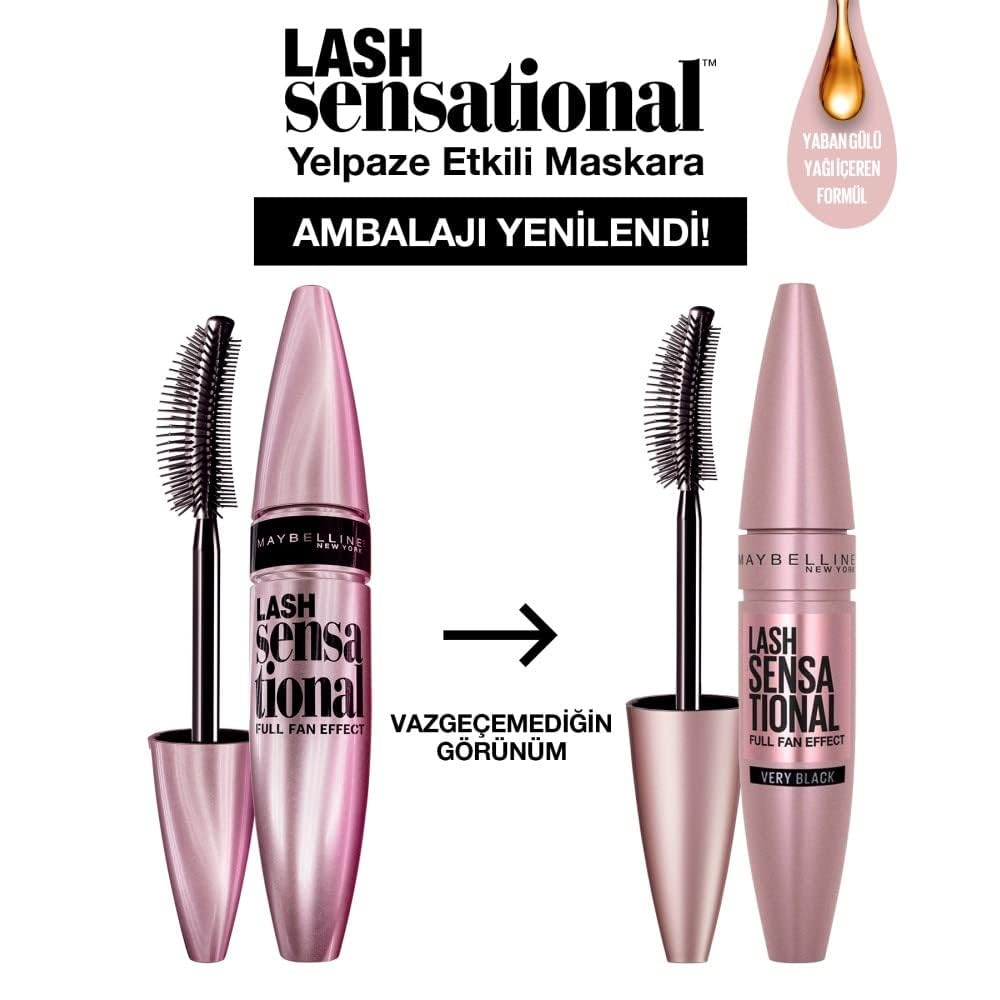 LASH
sensational™
Yelpaze Etkili Maskara
AMBALAJI YENİLENDİ!
YABAN GÜLÜ
YAĞI İÇEREN
FORMÜL
MAYBELLINE
NEW YORK
LASH
sensa
tional
FULL FAN EFFECT
VAZGEÇEMEDİĞİN
GÖRÜNÜM
MAYBELLINE
NEW YORK
LASH
SENSA
TIONAL
FULL FAN EFFECT
VERY BLACK